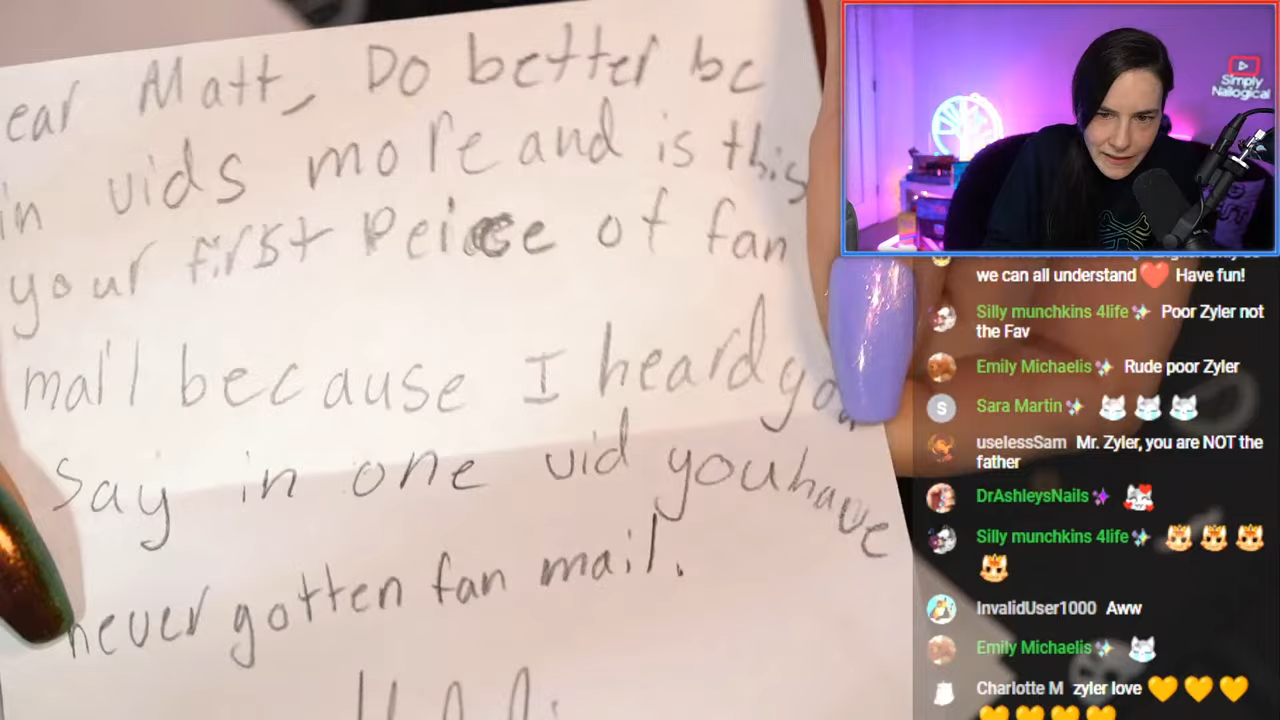 ear Matt, Do better be
in vids more and is this
your first Peice of fan
mail because I heard you
Say in one vid you have
never gotten fan mail.
Simply
Nailogical
we can all understand ❤️ Have fun!
Silly munchkins 4life Poor Zyler not
the Fav
Emily Michaelis Rude poor Zyler
S Sara Martin
uselessSam Mr. Zyler, you are NOT the
father
DrAshleysNails
Silly munchkins 4life
InvalidUser1000 Aww
Emily Michaelis
Charlotte M zyler love 💛 💛 💛
💛 💛 💛 💛